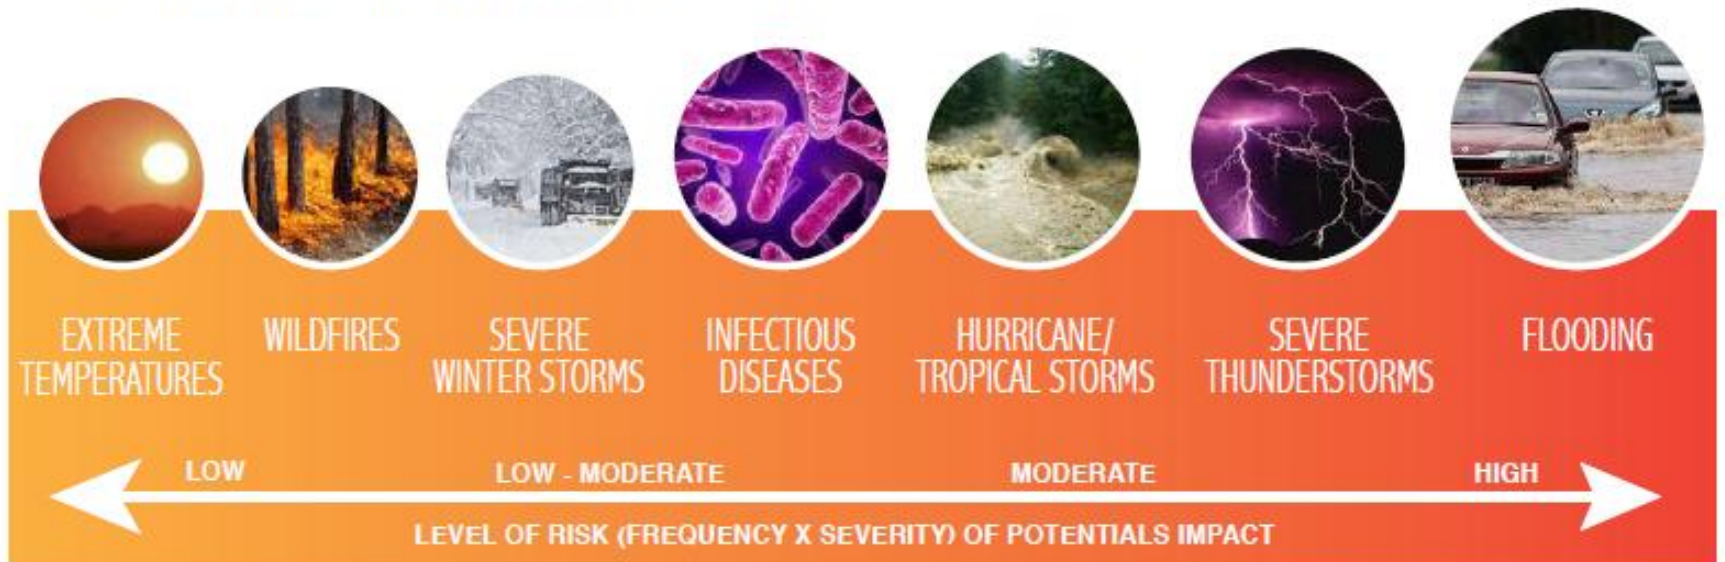 EXTREME
TEMPERATURES
WILDFIRES
SEVERE
WINTER STORMS
INFECTIOUS
DISEASES
HURRICANE/
TROPICAL STORMS
SEVERE
THUNDERSTORMS
FLOODING
LOW
LOW - MODERATE
MODERATE
HIGH
LEVEL OF RISK (FREQUENCY X SEVERITY) OF POTENTIALS IMPACT